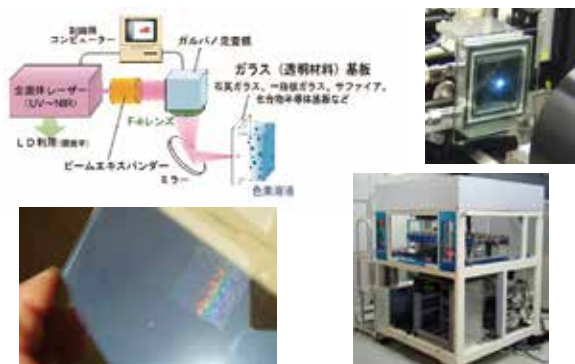 制御用
コンピューター
ガルバノ走査機
全固体レーザー
(UV～NIR)
F-θレンズ
ガラス（透明材料）基板
石英ガラス、一般板ガラス、サファイア、
化合物半導体基板など
LD利用
ビームエキスパンダー
ミラー
色素溶液